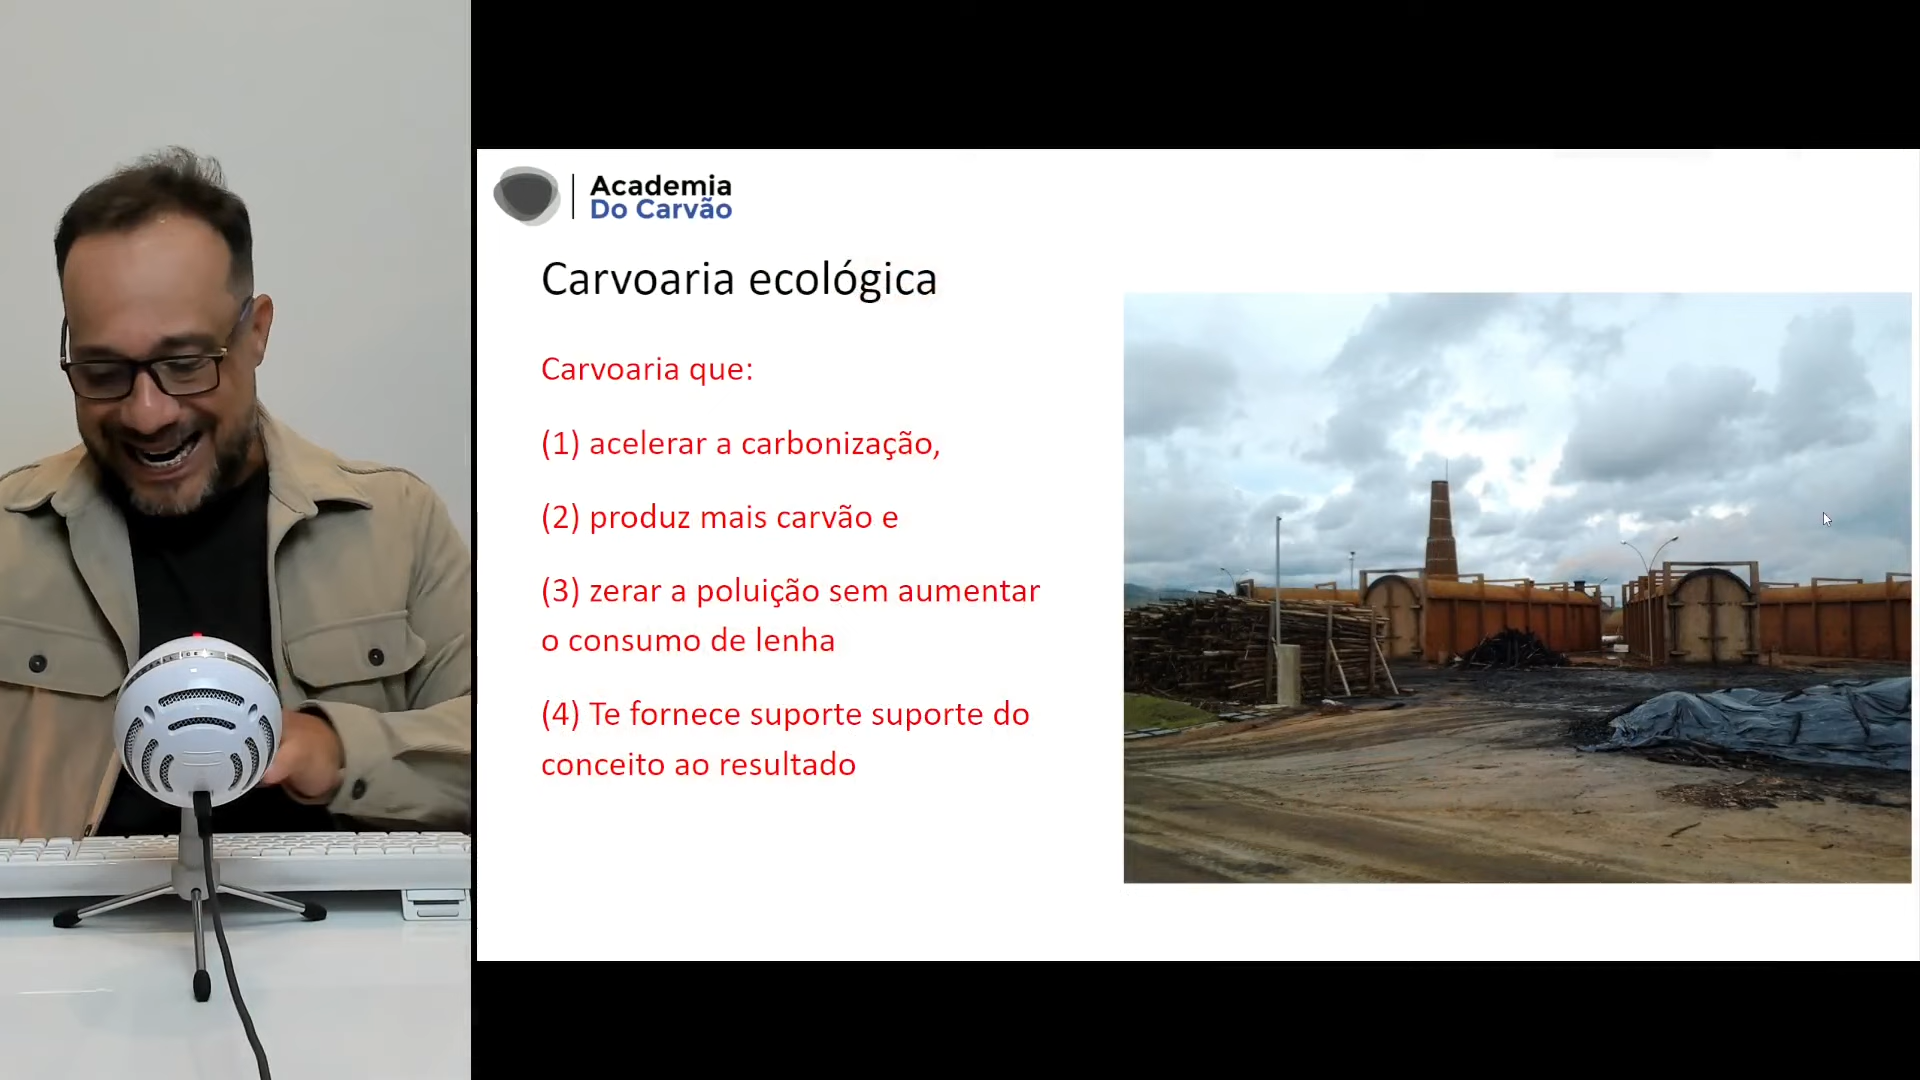 Academia
Do Carvão
Carvoaria ecológica
Carvoaria que:
(1) acelerar a carbonização,
(2) produz mais carvão e
(3) zerar a poluição sem aumentar
o consumo de lenha
(4) Te fornece suporte suporte do
conceito ao resultado